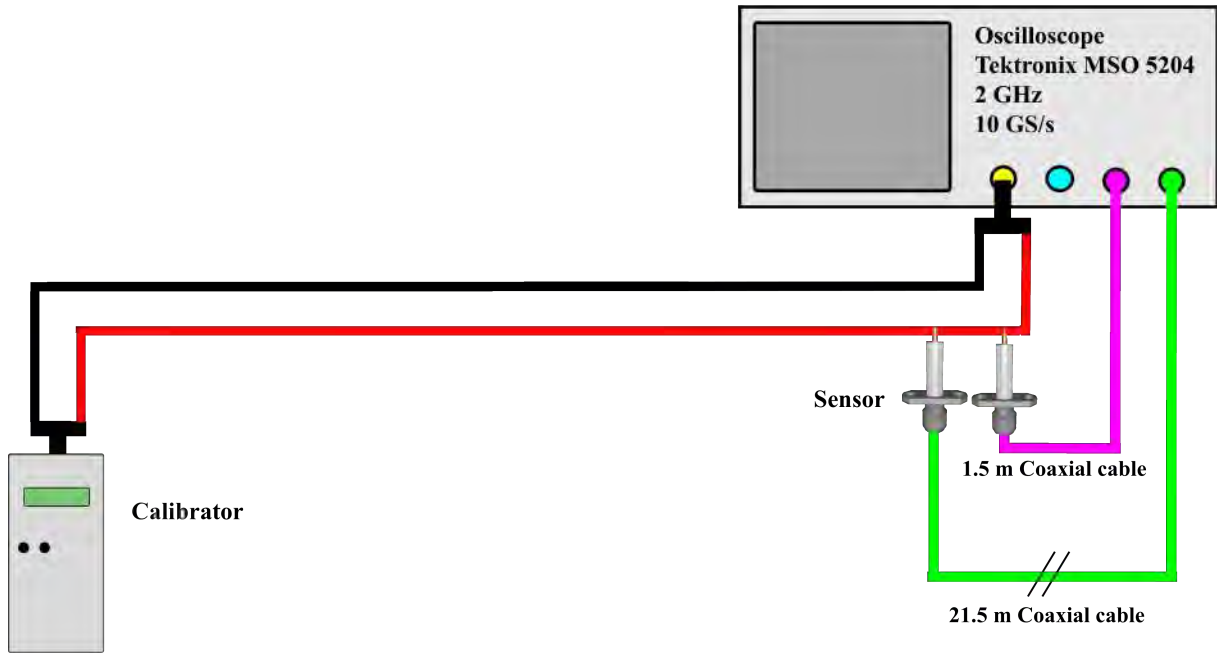 Oscilloscope
Tektronix MSO 5204
2 GHz
10 GS/s
Sensor
1.5 m Coaxial cable
Calibrator
21.5 m Coaxial cable